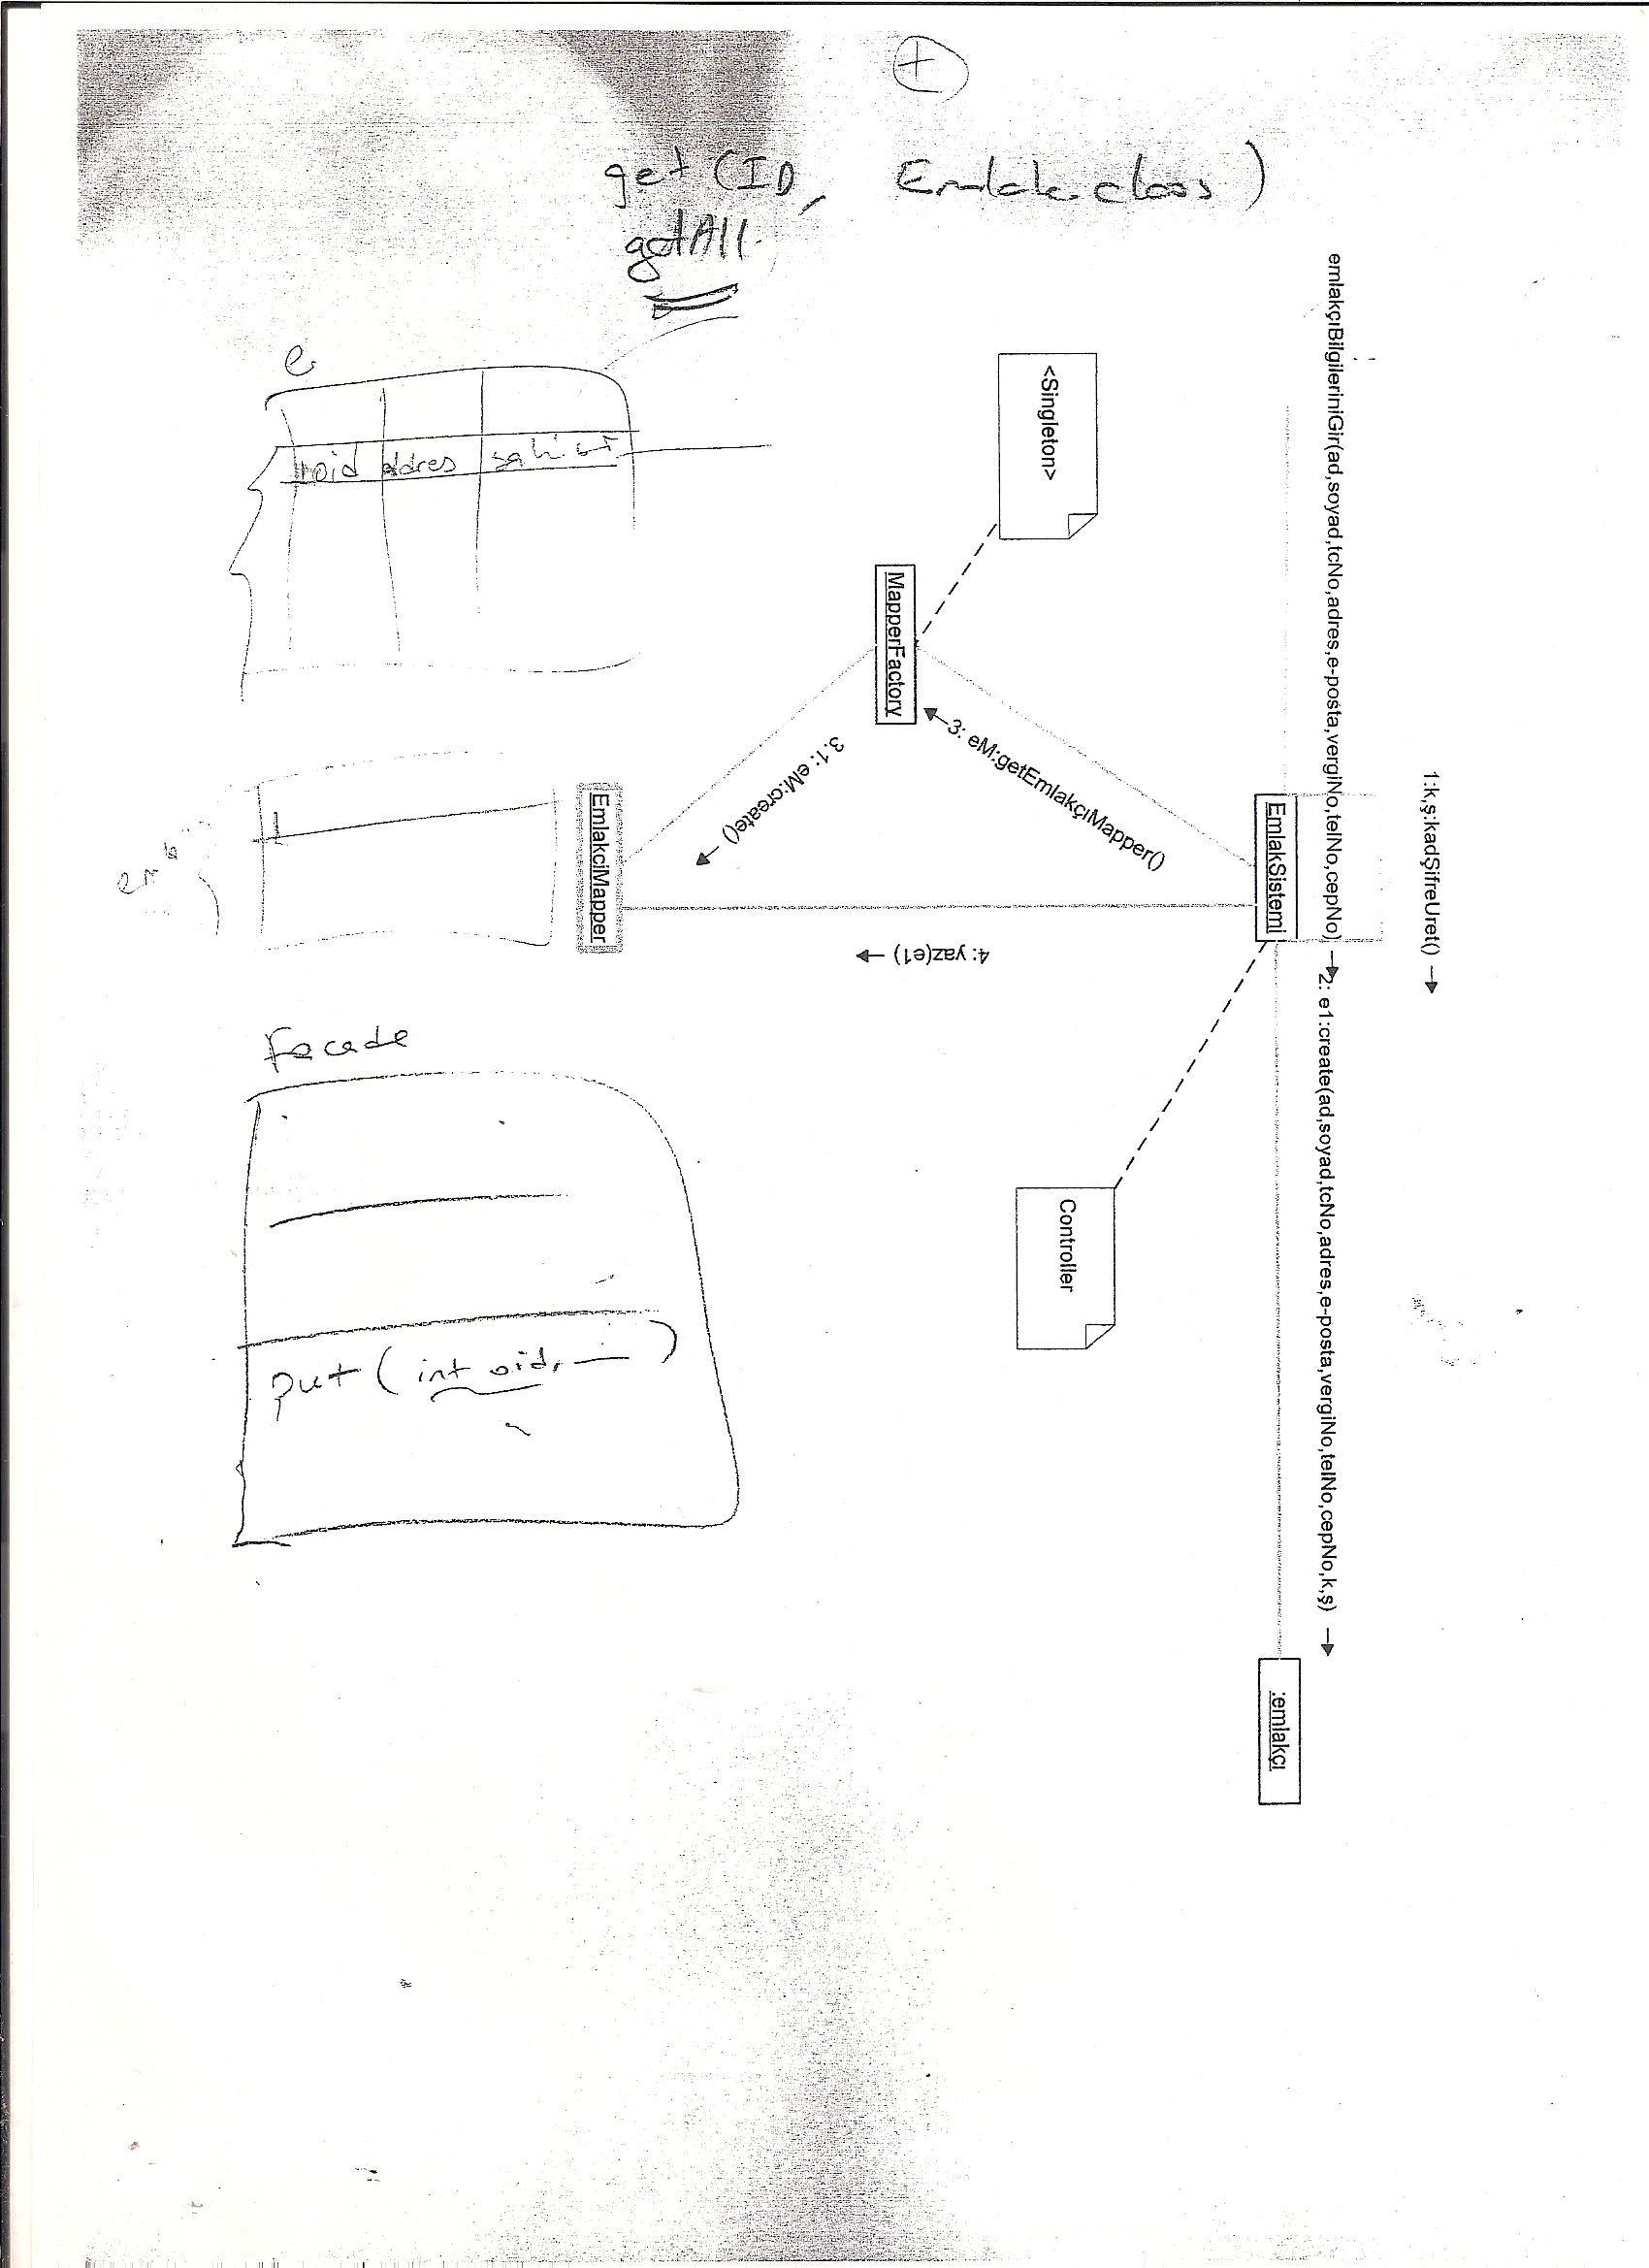 get (ID, Emlak.class)
getAll
emlakçıBilgileriniGir(ad,soyad,tcNo,adres,e-posta,vergiNo,telNo,cepNo)
1:k,ş:kadŞifreUret()
2: e1:create(ad,soyad,tcNo,adres,e-posta,vergiNo,telNo,cepNo,k,ş)
EmlakSistemi
:emlakçı
<Singleton>
MapperFactory
3: eM:getEmlakçıMapper()
3.1: eM:create()
4: yaz(e1)
EmlakciMapper
Controller
e
oid adres
Facade
put (int oid, )